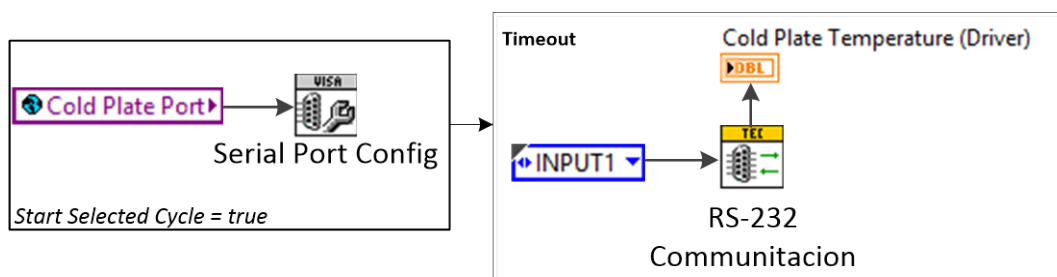 Cold Plate Port
VISA
Serial Port Config
Start Selected Cycle = true
Timeout
Cold Plate Temperature (Driver)
DBL
INPUT1
TEC
RS-232
Communitacion